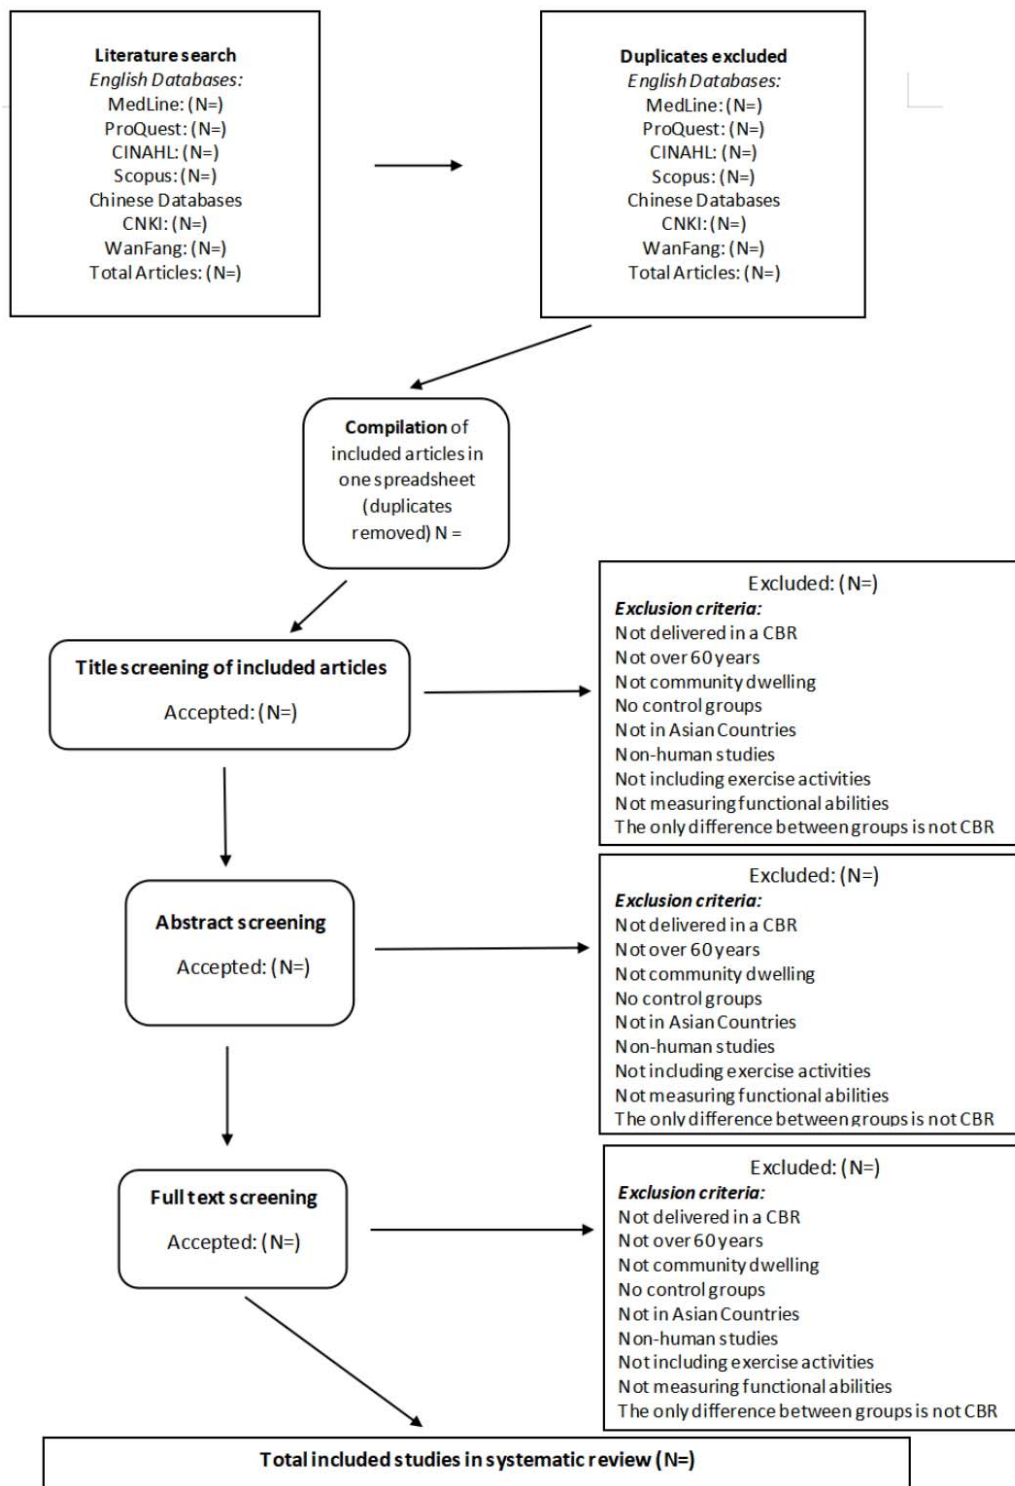 Literature search
English Databases:
MedLine: (N=)
ProQuest: (N=)
CINAHL: (N=)
Scopus: (N=)
Chinese Databases
CNKI: (N=)
WanFang: (N=)
Total Articles: (N=)
Duplicates excluded
English Databases:
MedLine: (N=)
ProQuest: (N=)
CINAHL: (N=)
Scopus: (N=)
Chinese Databases
CNKI: (N=)
WanFang: (N=)
Total Articles: (N=)
Compilation of
included articles in
one spreadsheet
(duplicates
removed) N =
Title screening of included articles
Accepted: (N=)
Excluded: (N=)
Exclusion criteria:
Not delivered in a CBR
Not over 60 years
Not community dwelling
No control groups
Not in Asian Countries
Non-human studies
Not including exercise activities
Not measuring functional abilities
The only difference between groups is not CBR
Abstract screening
Accepted: (N=)
Excluded: (N=)
Exclusion criteria:
Not delivered in a CBR
Not over 60 years
Not community dwelling
No control groups
Not in Asian Countries
Non-human studies
Not including exercise activities
Not measuring functional abilities
The only difference between groups is not CBR
Full text screening
Accepted: (N=)
Excluded: (N=)
Exclusion criteria:
Not delivered in a CBR
Not over 60 years
Not community dwelling
No control groups
Not in Asian Countries
Non-human studies
Not including exercise activities
Not measuring functional abilities
The only difference between groups is not CBR
Total included studies in systematic review (N=)